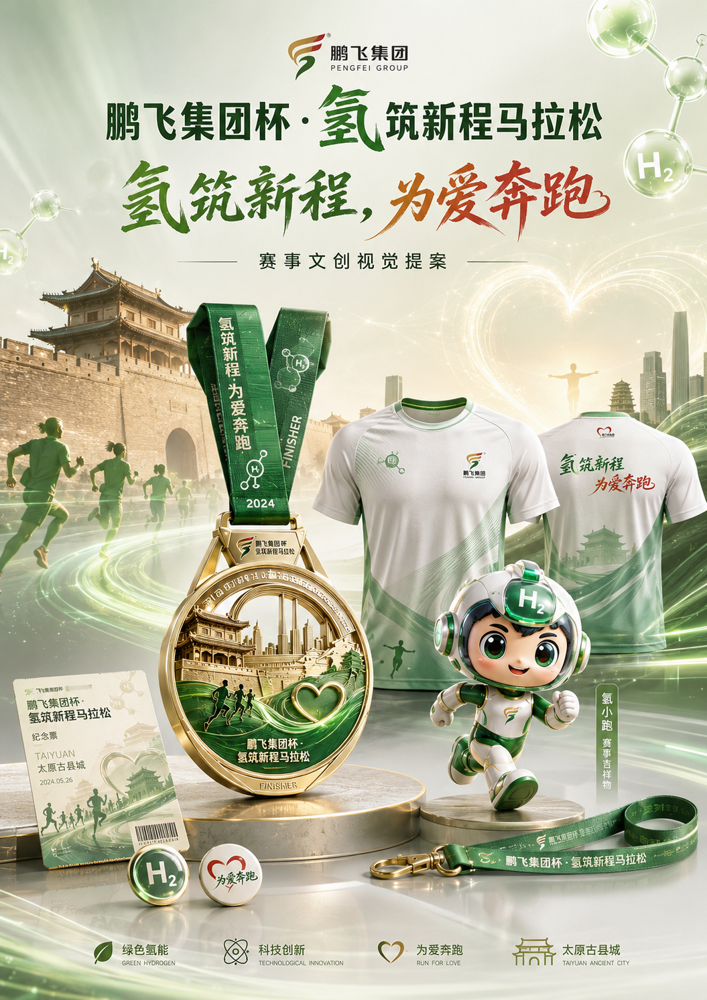 鹏飞集团
PENGFEI GROUP
鹏飞集团杯·氢筑新程马拉松
氢筑新程,为爱奔跑
赛事文创视觉提案
H2
H2
氢筑新程·为爱奔跑
H2
FINISHER
H2
2024
鹏飞集团杯
氢筑新程马拉松
鹏飞集团杯·
氢筑新程马拉松
FINISHER
鹏飞集团
氢筑新程
为爱奔跑
H2
氢小跑 赛事吉祥物
鹏飞集团杯·
氢筑新程马拉松
纪念票
TAIYUAN
太原古县城
2024.05.26
H2
为爱奔跑
鹏飞集团杯·氢筑新程马拉松
绿色氢能
GREEN HYDROGEN
科技创新
TECHNOLOGICAL INNOVATION
为爱奔跑
RUN FOR LOVE
太原古县城
TAIYUAN ANCIENT CITY